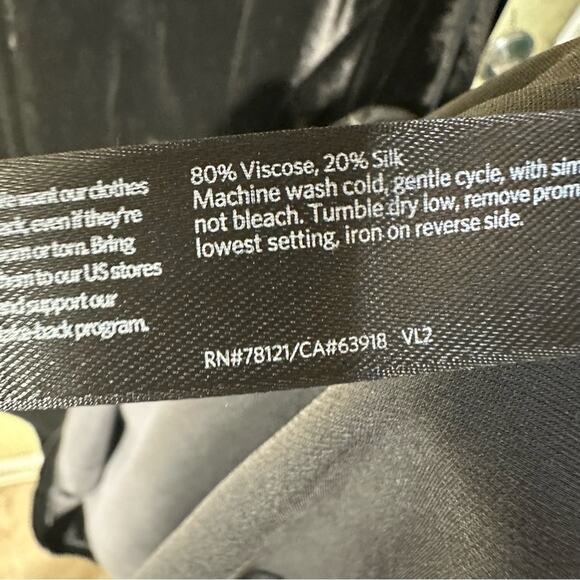 want our clothes
even if they're
or torn. Bring
to our US stores
support our
back program.
80% Viscose, 20% Silk
Machine wash cold, gentle cycle, with
not bleach. Tumble dry low, remove
lowest setting, iron on reverse side.
RN#78121/CA#63918 VL2